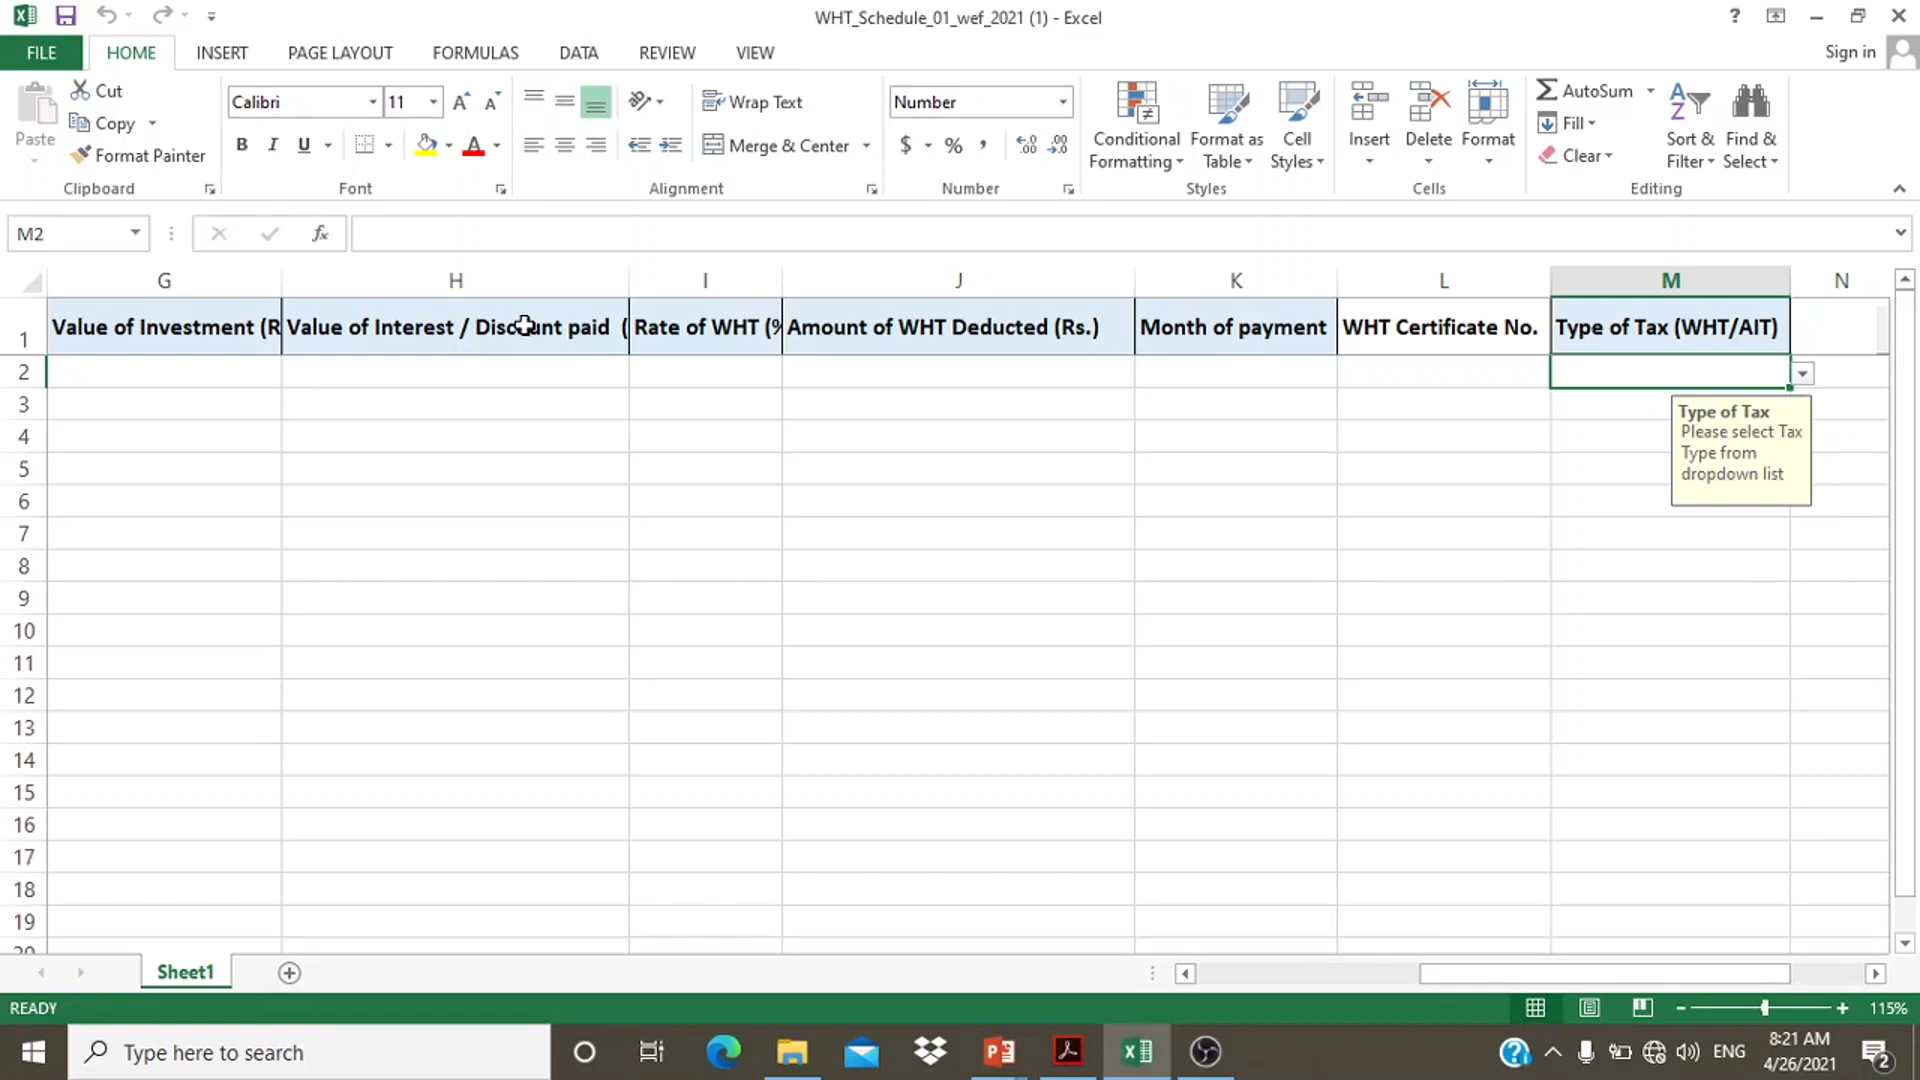 WHT_Schedule_01_wef_2021 (1) - Excel
?
FILE HOME INSERT PAGE LAYOUT FORMULAS DATA REVIEW VIEW Sign in
Paste
Cut
Copy
Format Painter
Clipboard
Calibri 11
B I U
Font
Wrap Text
Merge & Center
Alignment
Number
$ % ,
Number
Conditional Formatting
Format as Table
Cell Styles
Styles
Insert Delete Format
Cells
AutoSum
Fill
Clear
Sort & Filter
Find & Select
Editing
M2
fx
G H I J K L M N
1 Value of Investment (R Value of Interest / Discount paid ( Rate of WHT (% Amount of WHT Deducted (Rs.) Month of payment WHT Certificate No. Type of Tax (WHT/AIT)
2
3
4
5
6
7
8
9
10
11
12
13
14
15
16
17
18
19
20
Type of Tax
Please select Tax
Type from
dropdown list
Sheet1
READY 115%
Type here to search
ENG
8:21 AM
4/26/2021
2